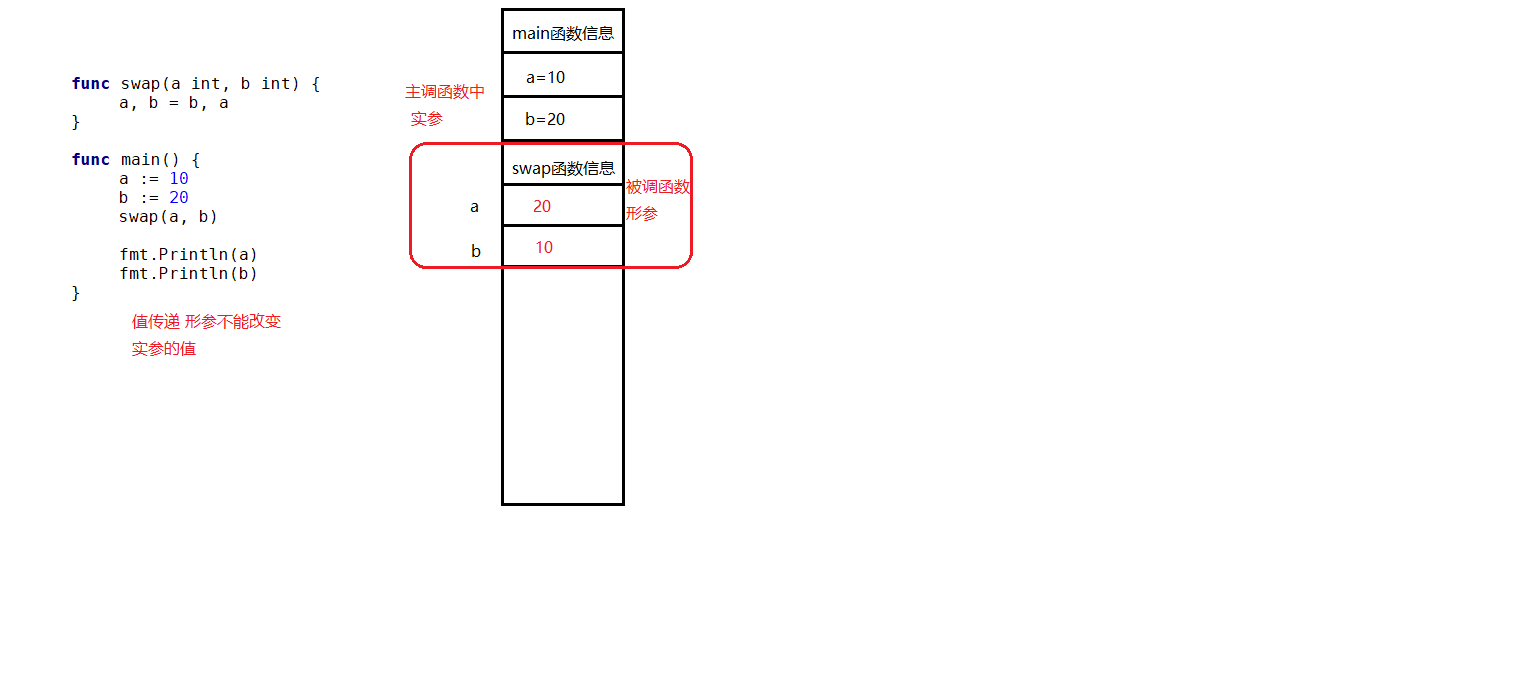 func swap(a int, b int) {
a, b = b, a
}
func main() {
a := 10
b := 20
swap(a, b)
fmt.Println(a)
fmt.Println(b)
}
值传递 形参不能改变
实参的值
主调函数中
实参
main函数信息
a=10
b=20
swap函数信息
a
20
b
10
被调函数
形参